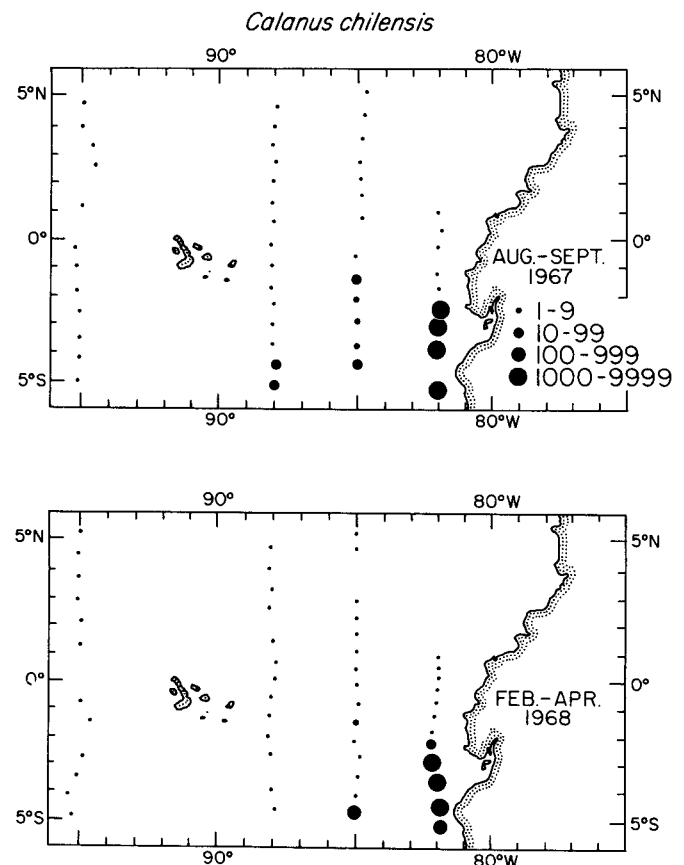 Calanus chilensis
90° 80°W
5°N 5°N
0° 0°
AUG.-SEPT.
1967
1-9
10-99
100-999
5°S 1000-9999
90° 80°W
90° 80°W
5°N 5°N
0° 0°
FEB.-APR.
1968
5°S 5°S
90° 80°W